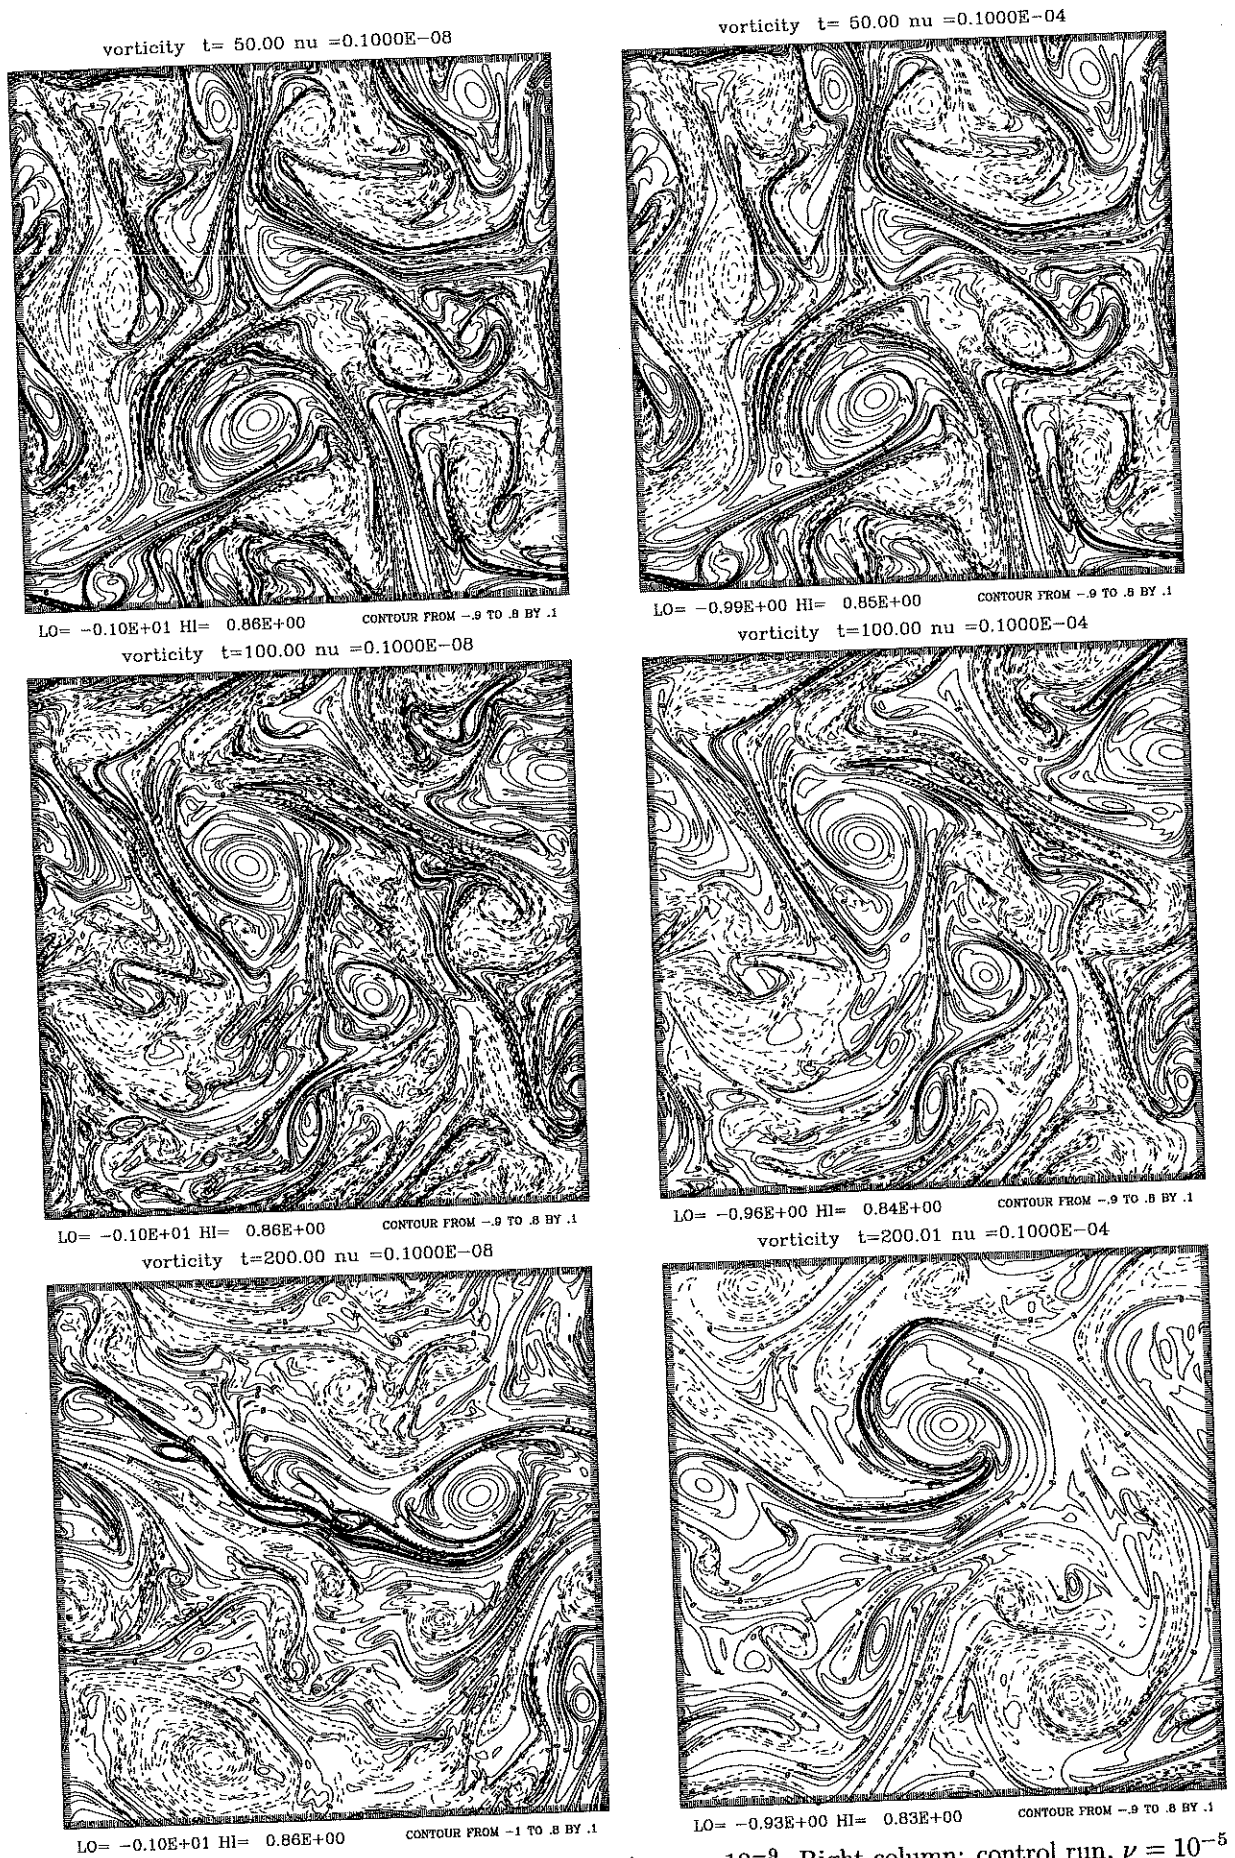 vorticity t= 50.00 nu =0.1000E-08
LO= -0.10E+01 HI= 0.86E+00 CONTOUR FROM -.9 TO .8 BY .1
vorticity t= 50.00 nu =0.1000E-04
LO= -0.99E+00 HI= 0.85E+00 CONTOUR FROM -.9 TO .8 BY .1
vorticity t=100.00 nu =0.1000E-08
LO= -0.10E+01 HI= 0.86E+00 CONTOUR FROM -.9 TO .8 BY .1
vorticity t=100.00 nu =0.1000E-04
LO= -0.96E+00 HI= 0.84E+00 CONTOUR FROM -.9 TO .8 BY .1
vorticity t=200.00 nu =0.1000E-08
LO= -0.10E+01 HI= 0.86E+00 CONTOUR FROM -1 TO .8 BY .1
vorticity t=200.01 nu =0.1000E-04
LO= -0.93E+00 HI= 0.83E+00 CONTOUR FROM -.9 TO .8 BY .1
10⁻⁹. Right column: control run, ν = 10⁻⁵